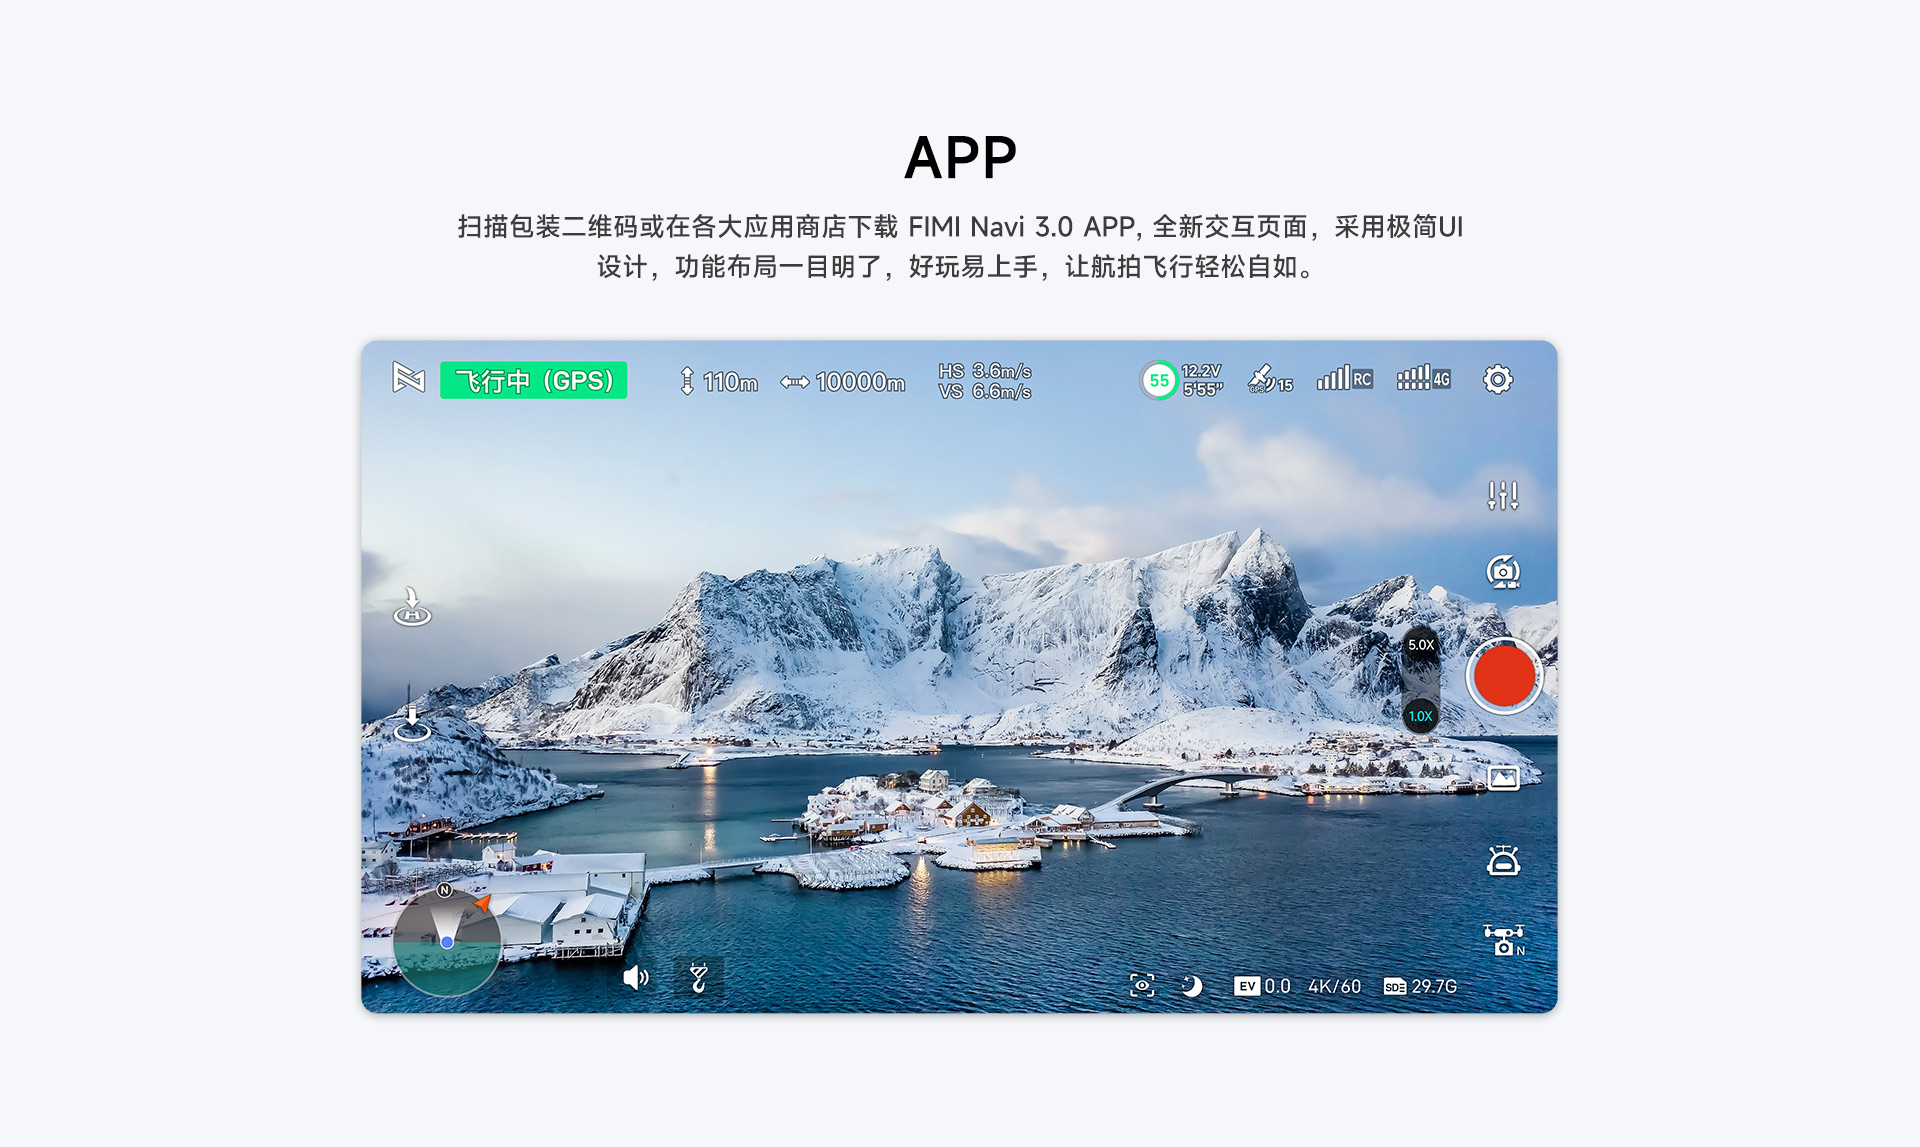 APP
扫描包装二维码或在各大应用商店下载 FIMI Navi 3.0 APP, 全新交互页面，采用极简UI
设计，功能布局一目明了，好玩易上手，让航拍飞行轻松自如。
飞行中（GPS）
110m
10000m
HS 3.6m/s
VS 6.6m/s
55
12.2V
5'55"
GPS 15
RC
4G
5.0X
1.0X
H
N
N
EV 0.0
4K/60
SD 29.7G